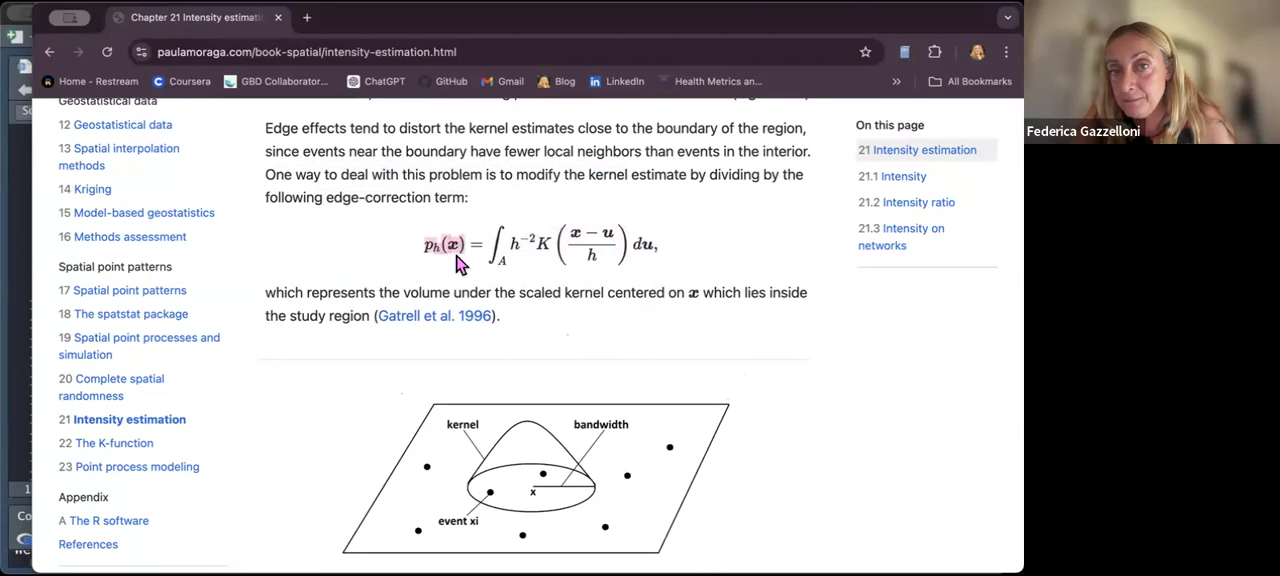 Chapter 21 Intensity estimati
paulamoraga.com/book-spatial/intensity-estimation.html
Home - Restream
Coursera
GBD Collaborator...
ChatGPT
GitHub
Gmail
Blog
LinkedIn
Health Metrics an...
»
All Bookmarks
Federica Gazzelloni
Geostatistical data
12 Geostatistical data
13 Spatial interpolation
methods
14 Kriging
15 Model-based geostatistics
16 Methods assessment
Spatial point patterns
17 Spatial point patterns
18 The spatstat package
19 Spatial point processes and
simulation
20 Complete spatial
randomness
21 Intensity estimation
22 The K-function
23 Point process modeling
Appendix
A The R software
References
Edge effects tend to distort the kernel estimates close to the boundary of the region,
since events near the boundary have fewer local neighbors than events in the interior.
One way to deal with this problem is to modify the kernel estimate by dividing by the
following edge-correction term:
p_h(x) = ∫_A h^{-2} K((x − u)/h) du,
which represents the volume under the scaled kernel centered on x which lies inside
the study region (Gatrell et al. 1996).
kernel
bandwidth
x
event xi
On this page
21 Intensity estimation
21.1 Intensity
21.2 Intensity ratio
21.3 Intensity on
networks